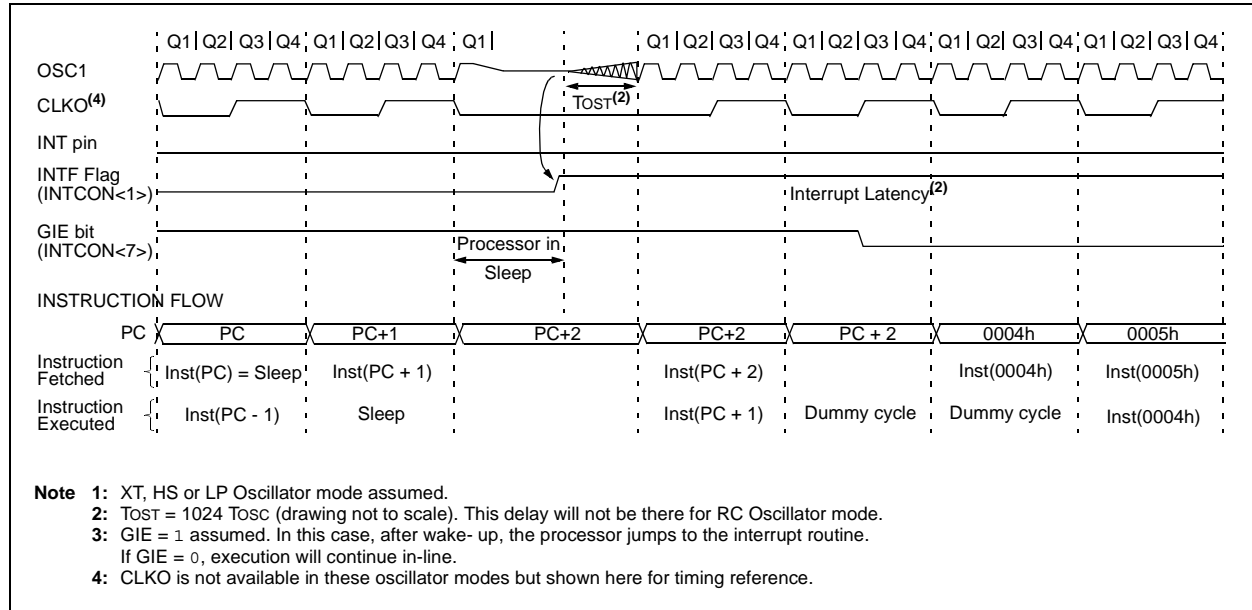 Q1 Q2 Q3 Q4 Q1 Q2 Q3 Q4 Q1 Q1 Q2 Q3 Q4 Q1 Q2 Q3 Q4 Q1 Q2 Q3 Q4 Q1 Q2 Q3 Q4
OSC1
TOST(2)
CLKO(4)
INT pin
INTF Flag
(INTCON<1>)
Interrupt Latency(2)
GIE bit
(INTCON<7>)
Processor in
Sleep
INSTRUCTION FLOW
PC PC PC+1 PC+2 PC+2 PC + 2 0004h 0005h
Instruction
Fetched
Inst(PC) = Sleep Inst(PC + 1) Inst(PC + 2) Inst(0004h) Inst(0005h)
Instruction
Executed
Inst(PC - 1) Sleep Inst(PC + 1) Dummy cycle Dummy cycle Inst(0004h)
Note 1: XT, HS or LP Oscillator mode assumed.
2: TOST = 1024 TOSC (drawing not to scale). This delay will not be there for RC Oscillator mode.
3: GIE = 1 assumed. In this case, after wake- up, the processor jumps to the interrupt routine.
If GIE = 0, execution will continue in-line.
4: CLKO is not available in these oscillator modes but shown here for timing reference.